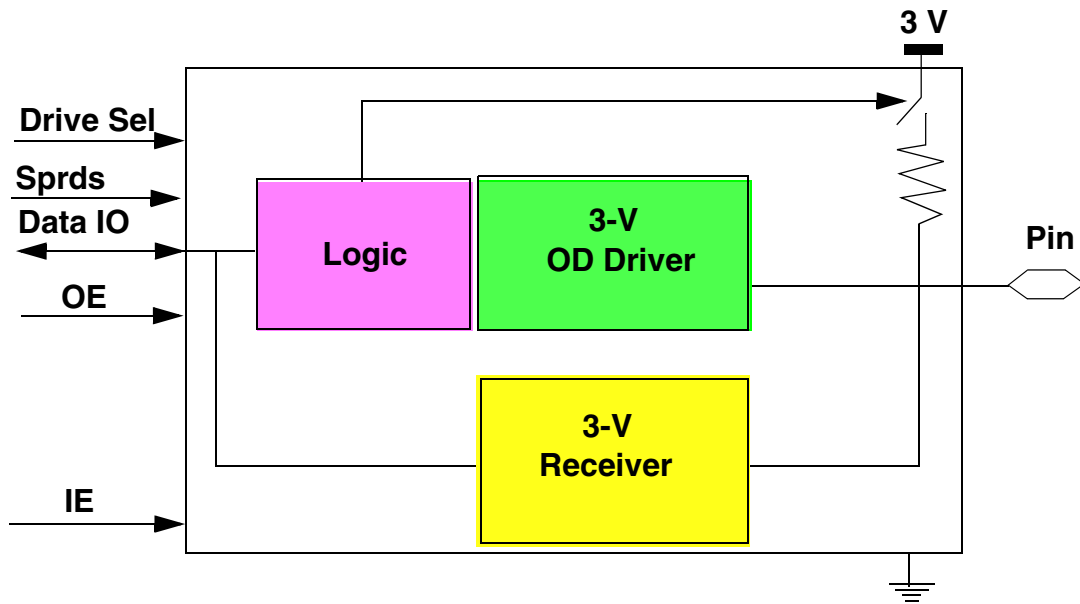 3 V
Drive Sel
Sprds
Data IO
OE
IE
Logic
3-V
OD Driver
3-V
Receiver
Pin